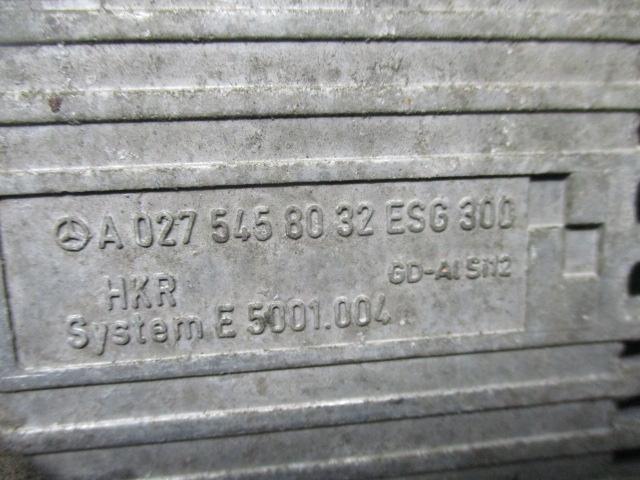 A 027 545 80 32 ESG 300
HKR GD-AlSi12
System E 5001.004